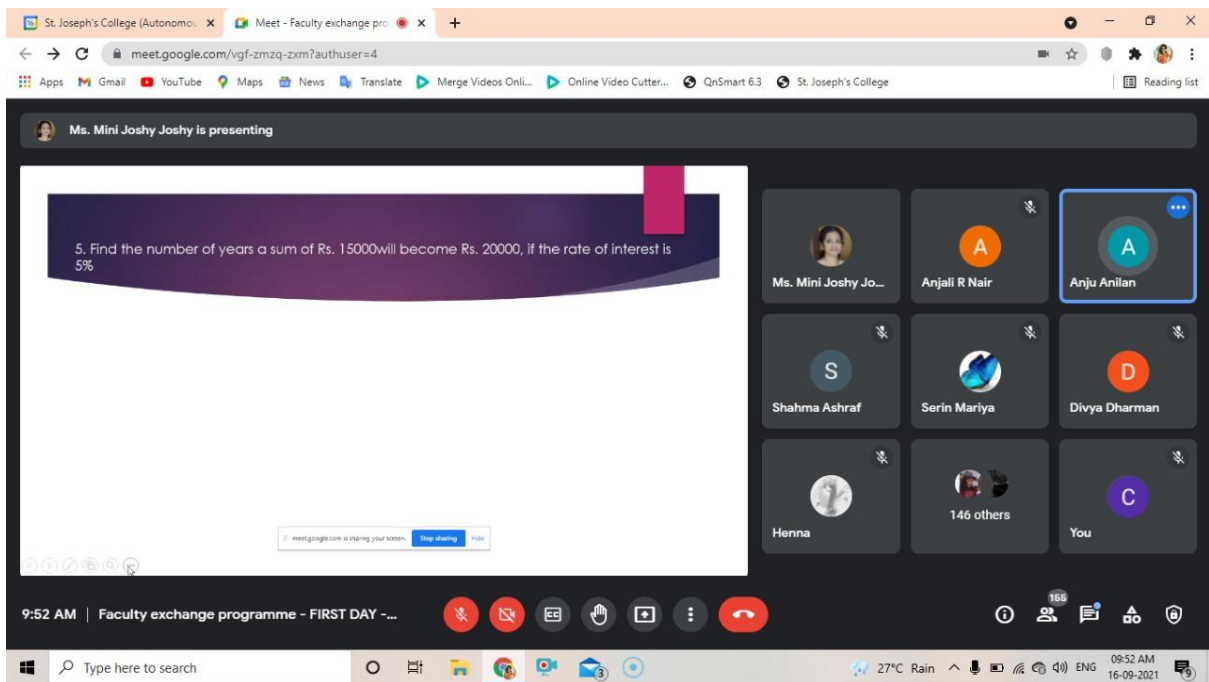 St. Joseph's College (Autonomou
Meet - Faculty exchange pro
meet.google.com/vgf-zmzq-zxm?authuser=4
Apps Gmail YouTube Maps News Translate Merge Videos Onli... Online Video Cutter... QnSmart 6.3 St. Joseph's College Reading list
Ms. Mini Joshy Joshy is presenting
5. Find the number of years a sum of Rs. 15000will become Rs. 20000, if the rate of interest is
5%
meet.google.com is sharing your screen. Stop sharing Hide
Ms. Mini Joshy Jo...
A
Anjali R Nair
A
Anju Anilan
S
Shahma Ashraf
Serin Mariya
D
Divya Dharman
Henna
146 others
C
You
9:52 AM | Faculty exchange programme - FIRST DAY -...
CC
155
Type here to search
3
27°C Rain
ENG
09:52 AM
16-09-2021
9